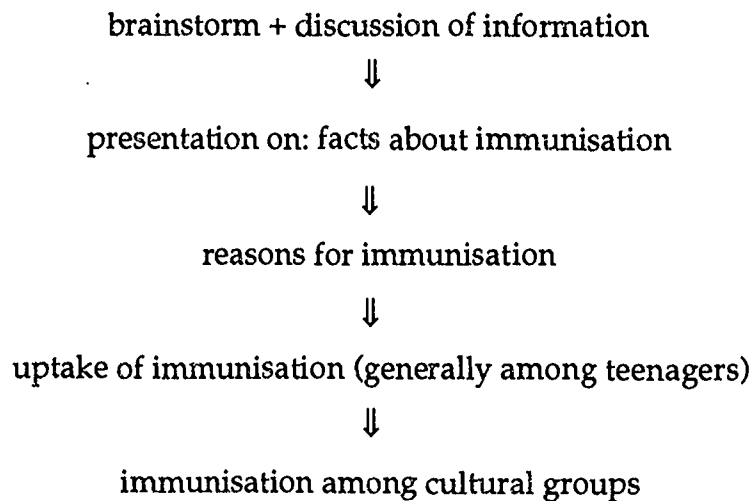 brainstorm + discussion of information
⇓
presentation on: facts about immunisation
⇓
reasons for immunisation
⇓
uptake of immunisation (generally among teenagers)
⇓
immunisation among cultural groups